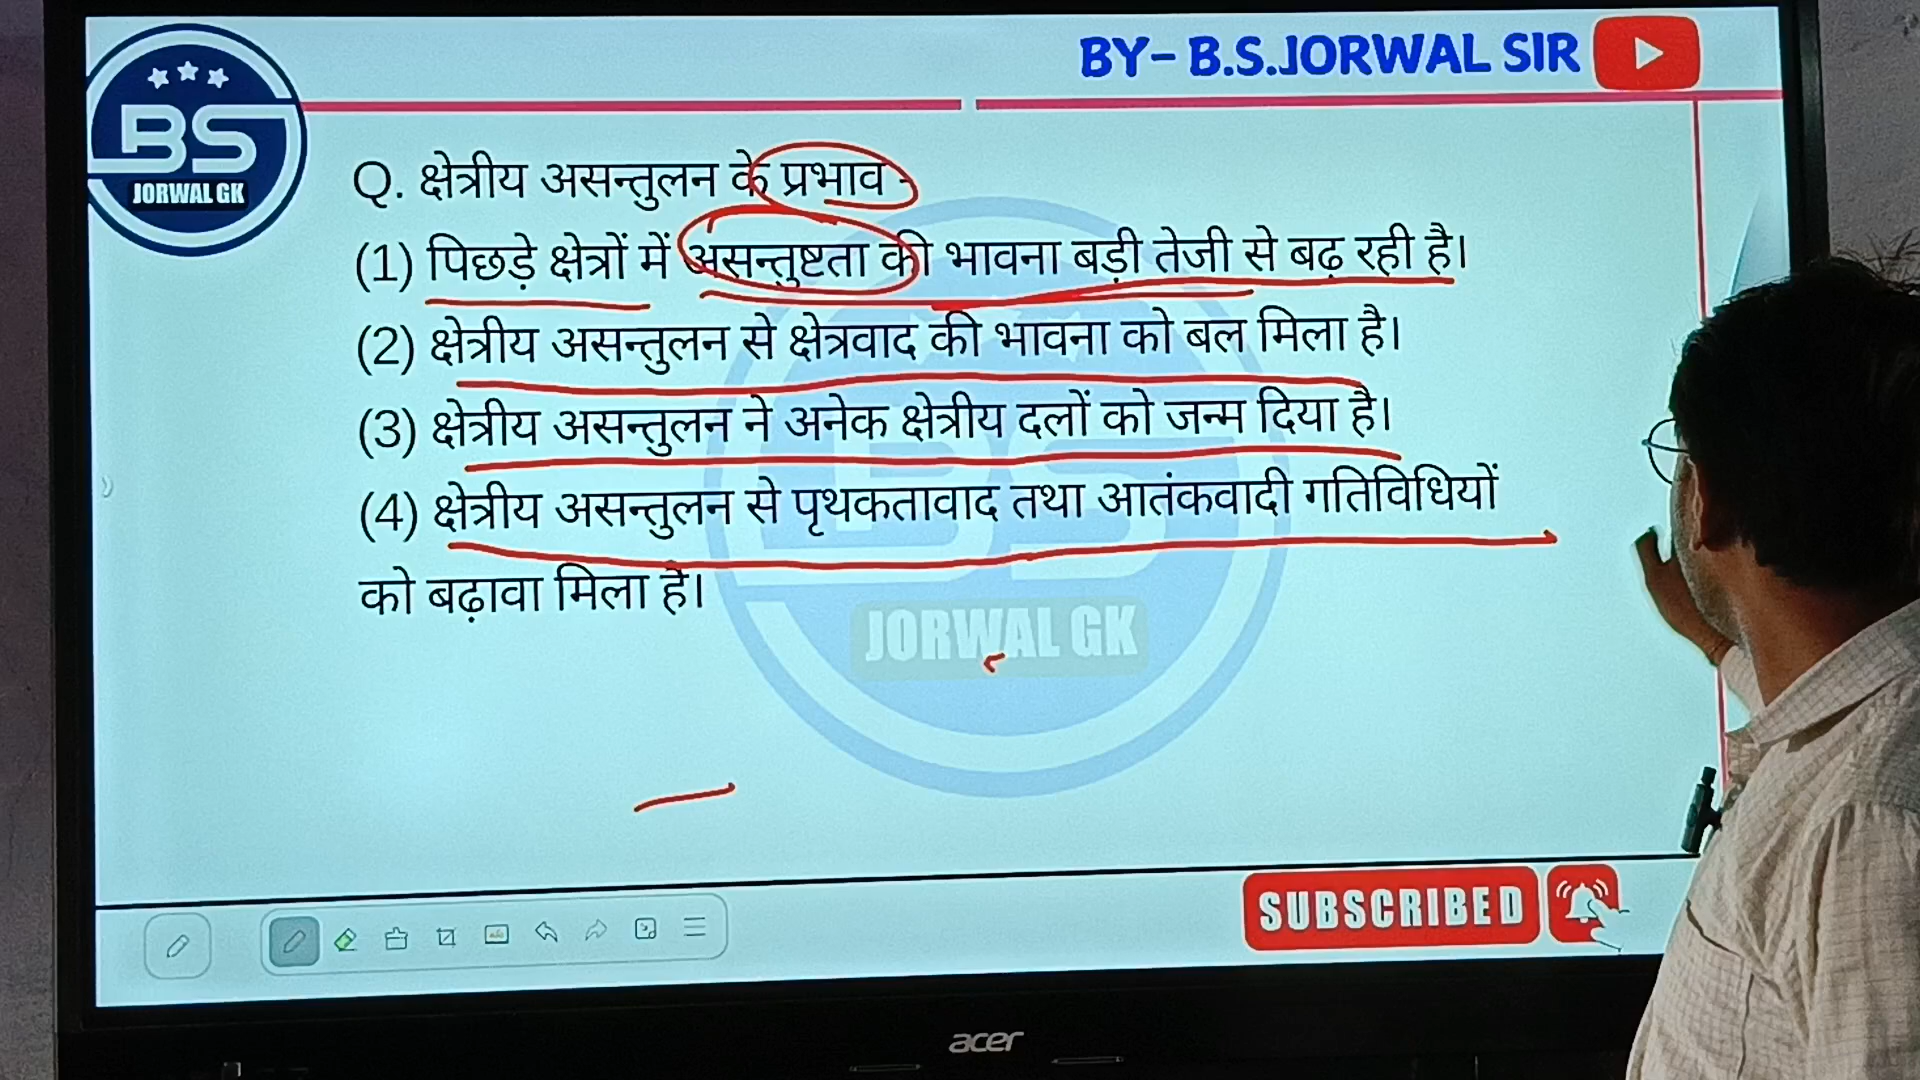 BS
JORWAL GK
BY- B.S.JORWAL SIR
Q. क्षेत्रीय असन्तुलन के प्रभाव -
(1) पिछड़े क्षेत्रों में असन्तुष्टता की भावना बड़ी तेजी से बढ़ रही है।
(2) क्षेत्रीय असन्तुलन से क्षेत्रवाद की भावना को बल मिला है।
(3) क्षेत्रीय असन्तुलन ने अनेक क्षेत्रीय दलों को जन्म दिया है।
(4) क्षेत्रीय असन्तुलन से पृथकतावाद तथा आतंकवादी गतिविधियों
को बढ़ावा मिला है।
BS
JORWAL GK
SUBSCRIBED
acer